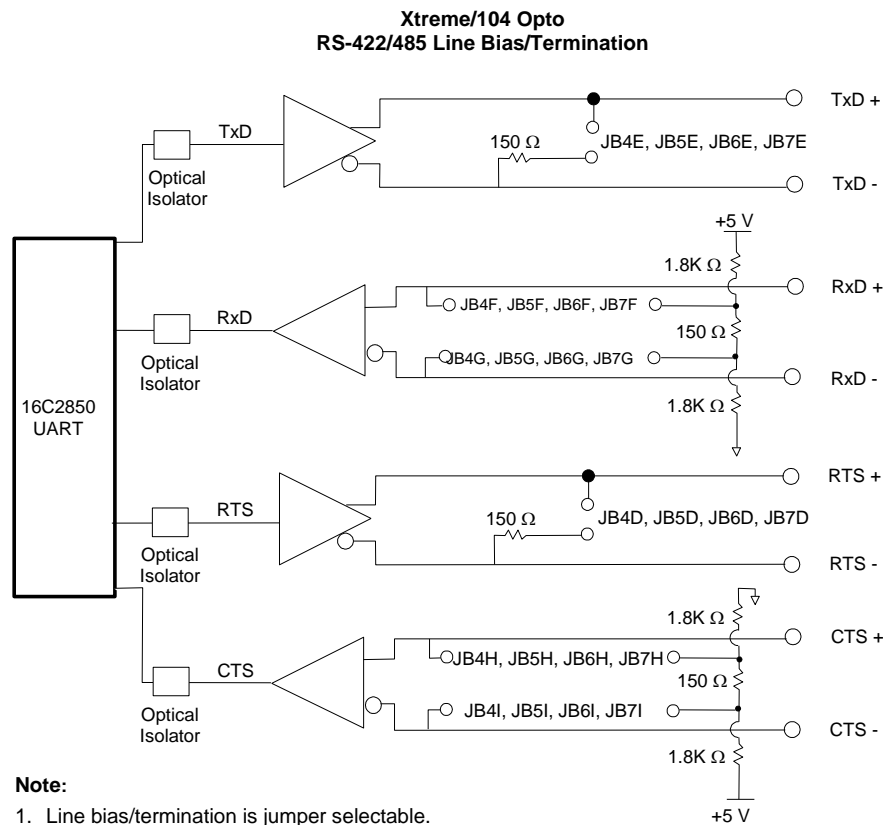 Xtreme/104 Opto
RS-422/485 Line Bias/Termination
TxD +
TxD
150 Ω
JB4E, JB5E, JB6E, JB7E
Optical
Isolator
TxD -
+5 V
1.8K Ω
RxD +
RxD
JB4F, JB5F, JB6F, JB7F
150 Ω
Optical
Isolator
JB4G, JB5G, JB6G, JB7G
RxD -
1.8K Ω
16C2850
UART
RTS +
RTS
150 Ω
JB4D, JB5D, JB6D, JB7D
Optical
Isolator
RTS -
1.8K Ω
CTS +
CTS
JB4H, JB5H, JB6H, JB7H
150 Ω
Optical
Isolator
JB4I, JB5I, JB6I, JB7I
CTS -
1.8K Ω
+5 V
Note:
1. Line bias/termination is jumper selectable.